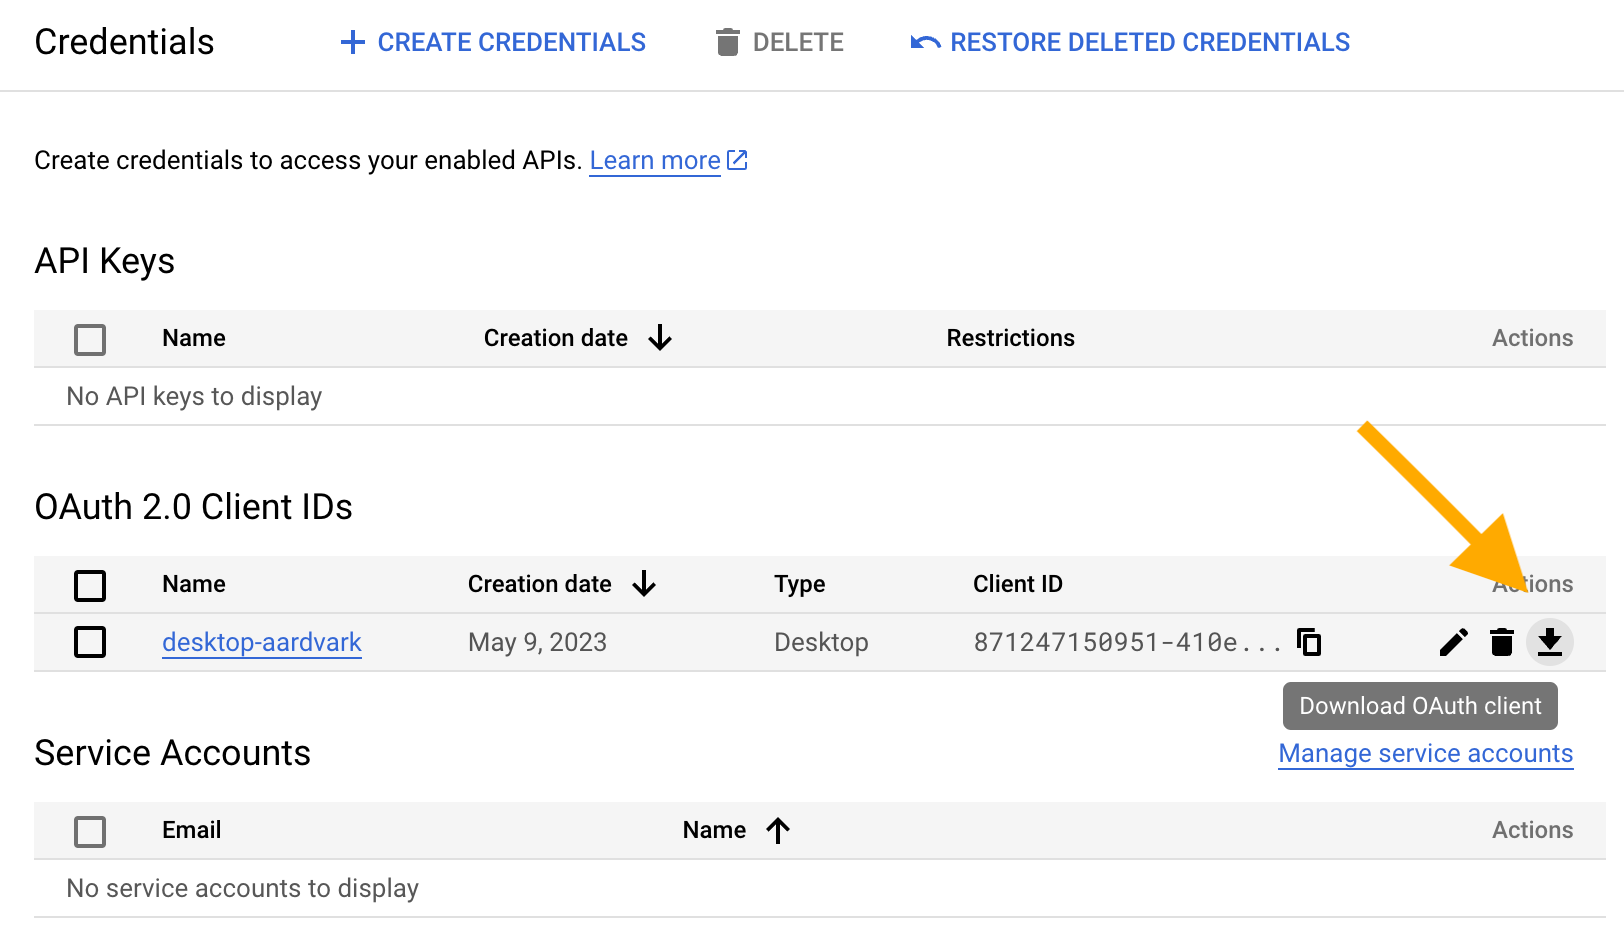 Credentials CREATE CREDENTIALS DELETE RESTORE DELETED CREDENTIALS
Create credentials to access your enabled APIs. Learn more
API Keys
Name Creation date Restrictions Actions
No API keys to display
OAuth 2.0 Client IDs
Name Creation date Type Client ID Actions
desktop-aardvark May 9, 2023 Desktop 871247150951-410e...
Download OAuth client
Service Accounts Manage service accounts
Email Name Actions
No service accounts to display